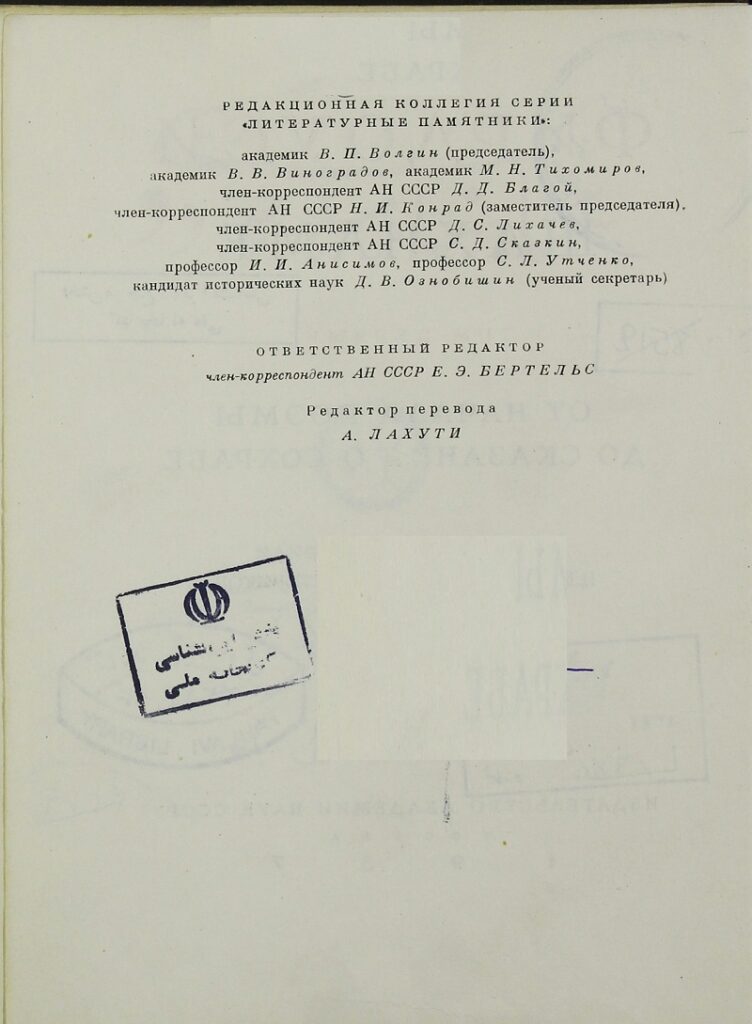 РЕДАКЦИОННАЯ КОЛЛЕГИЯ СЕРИИ
«ЛИТЕРАТУРНЫЕ ПАМЯТНИКИ»:
академик В. П. Волгин (председатель),
академик В. В. Виноградов, академик М. Н. Тихомиров,
член-корреспондент АН СССР Д. Д. Благой,
член-корреспондент АН СССР Н. И. Конрад (заместитель председателя),
член-корреспондент АН СССР Д. С. Лихачев,
член-корреспондент АН СССР С. Д. Сказкин,
профессор И. И. Анисимов, профессор С. Л. Утченко,
кандидат исторических наук Д. В. Ознобишин (ученый секретарь)
ОТВЕТСТВЕННЫЙ РЕДАКТОР
член-корреспондент АН СССР Е. Э. БЕРТЕЛЬС
Редактор перевода
А. ЛАХУТИ
ایرانشناسی
کتابخانه ملی